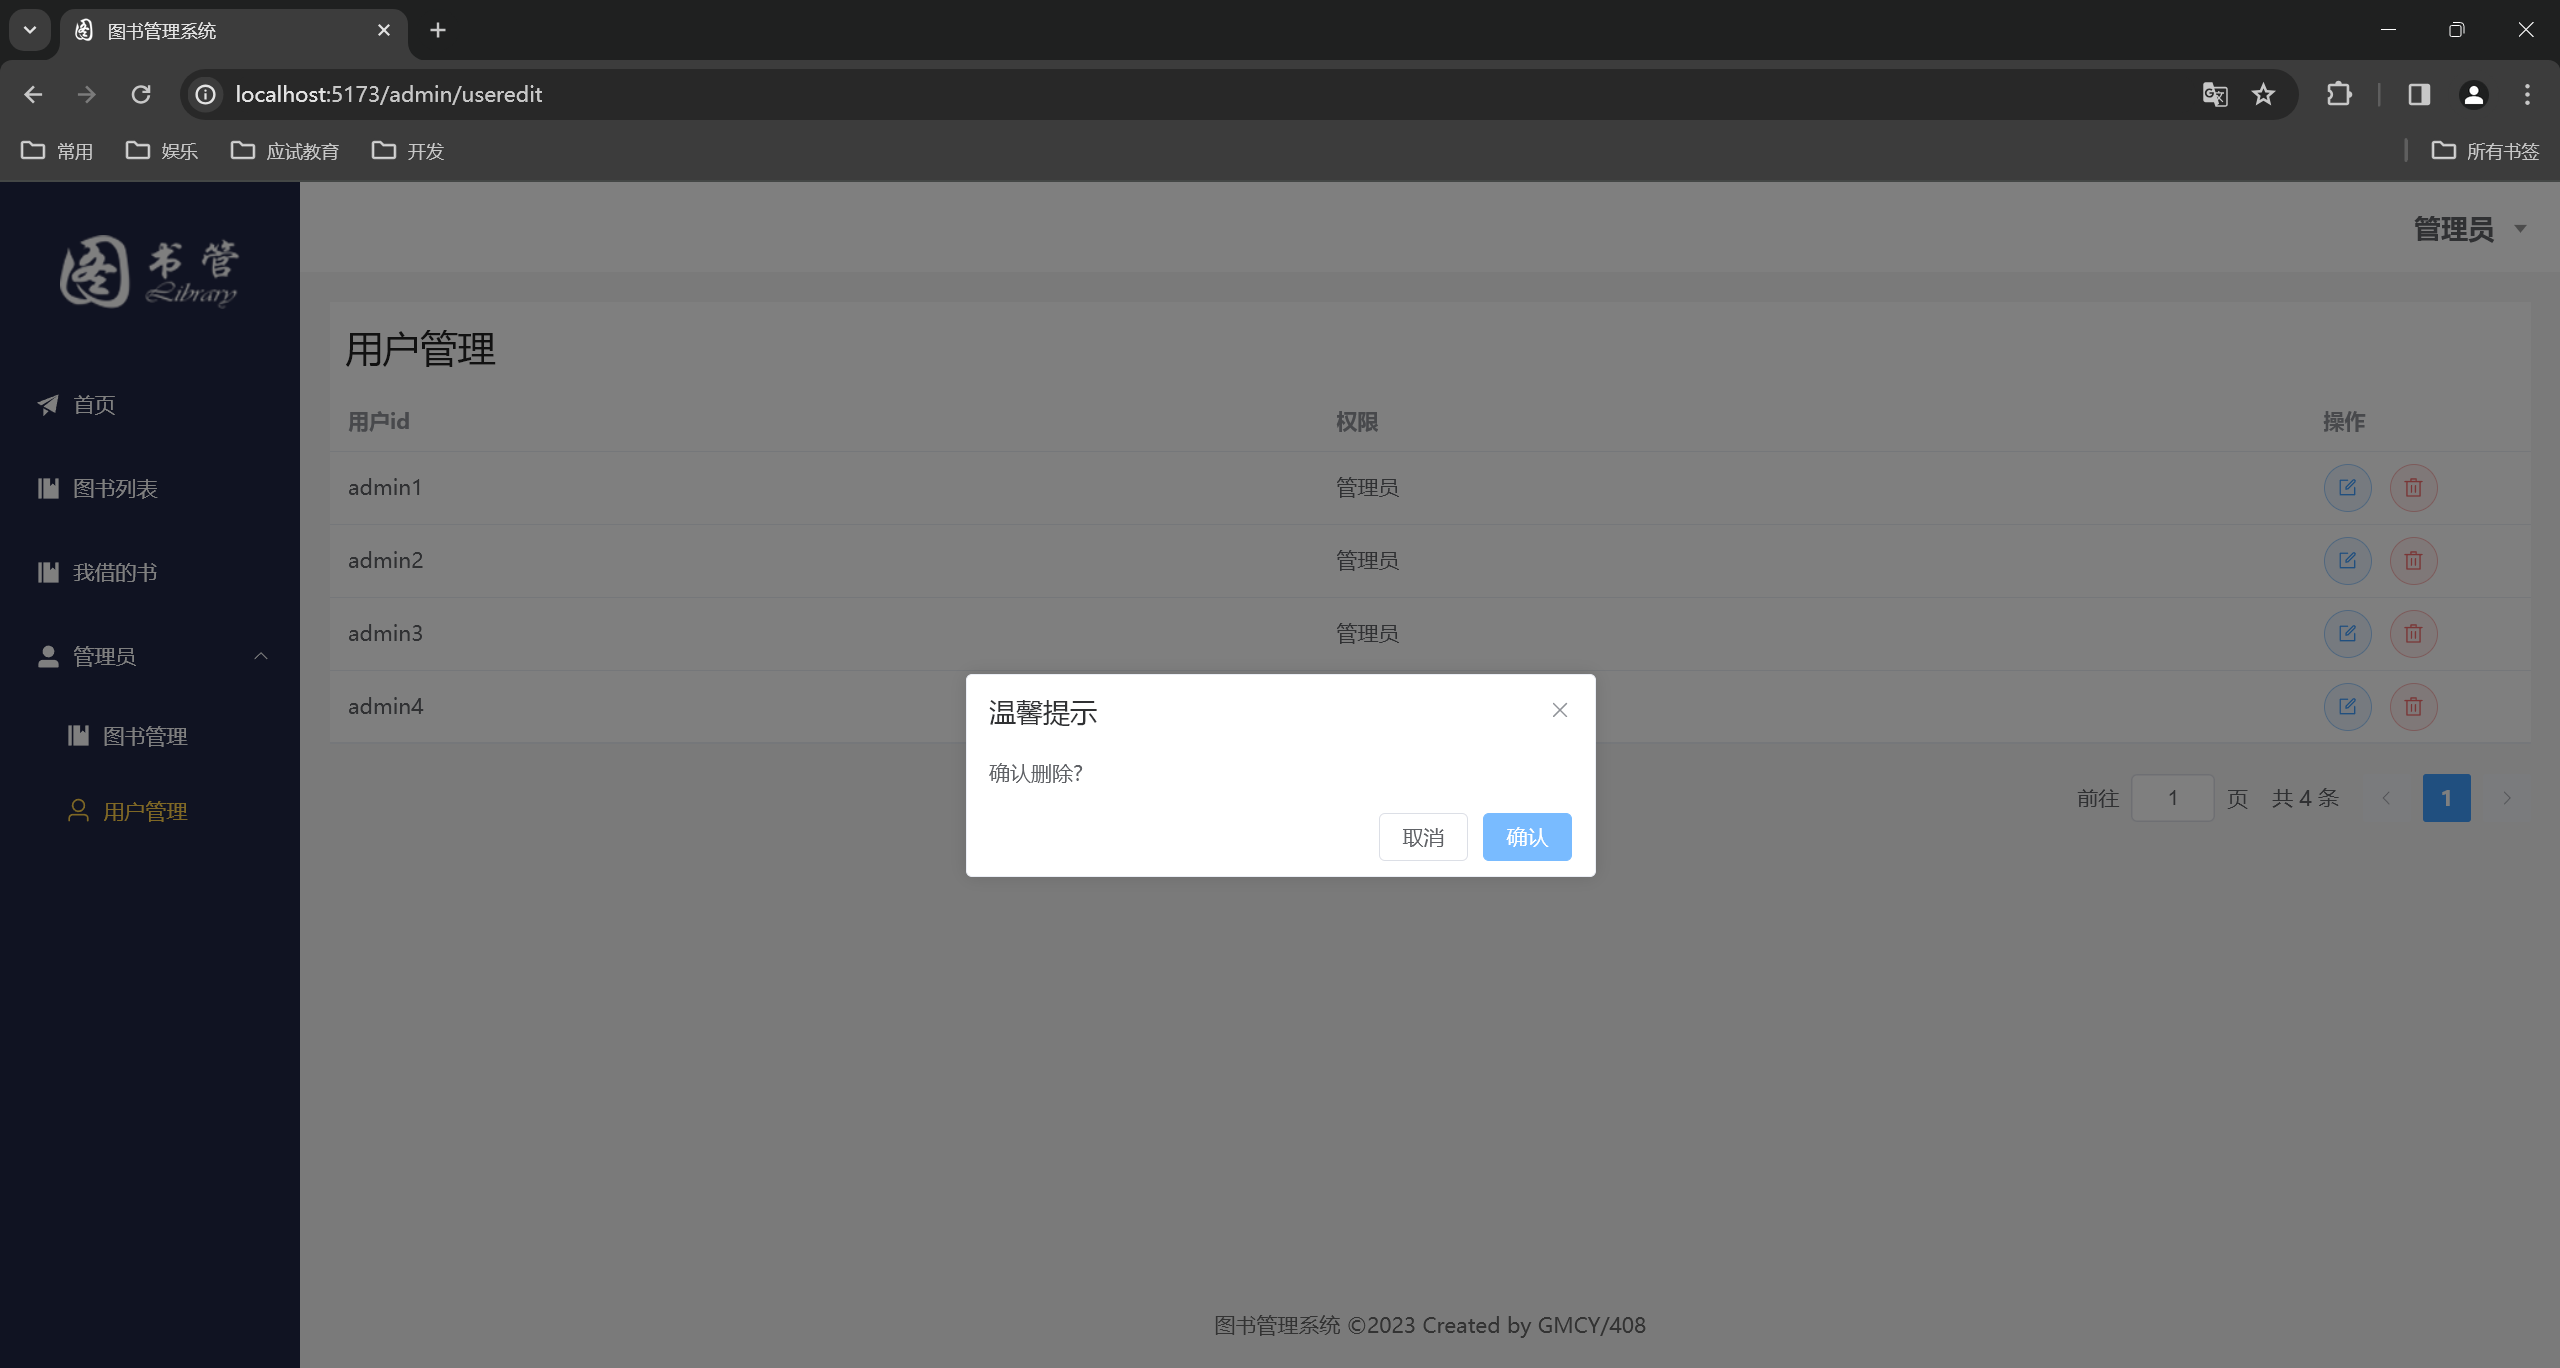 图书管理系统
localhost:5173/admin/useredit
常用 娱乐 应试教育 开发 所有书签
图 书管
Library
管理员
首页
图书列表
我借的书
管理员
图书管理
用户管理
用户管理
用户id 权限 操作
admin1 管理员
admin2 管理员
admin3 管理员
admin4
温馨提示
确认删除?
取消 确认
前往 1 页 共 4 条 1
图书管理系统 ©2023 Created by GMCY/408